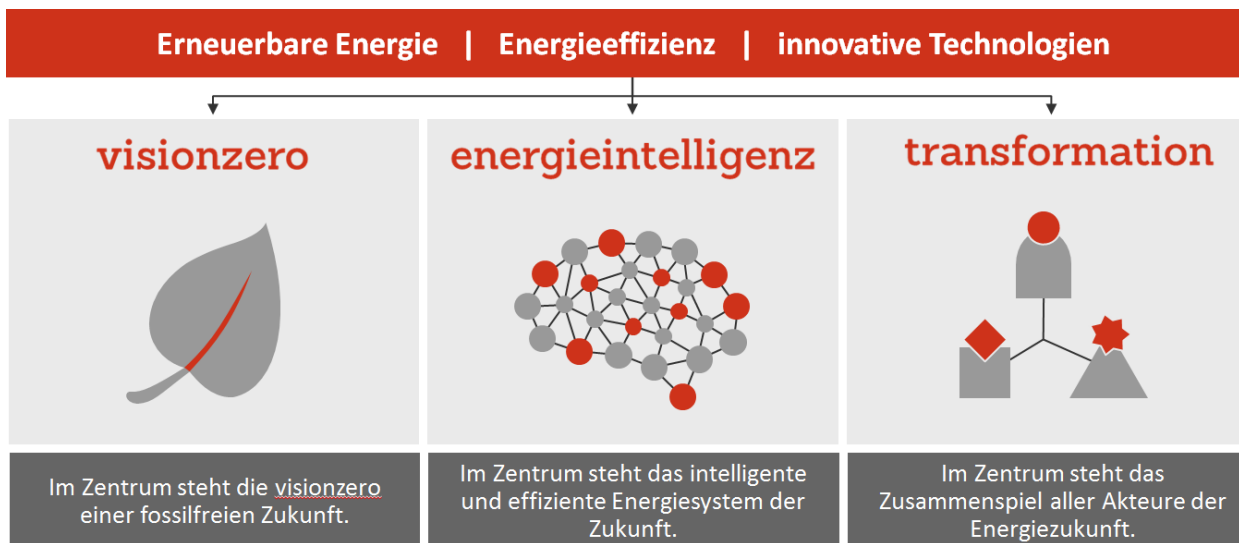 Erneuerbare Energie | Energieeffizienz | innovative Technologien
visionzero
energieintelligenz
transformation
Im Zentrum steht die visionzero
einer fossilfreien Zukunft.
Im Zentrum steht das intelligente
und effiziente Energiesystem der
Zukunft.
Im Zentrum steht das
Zusammenspiel aller Akteure der
Energiezukunft.